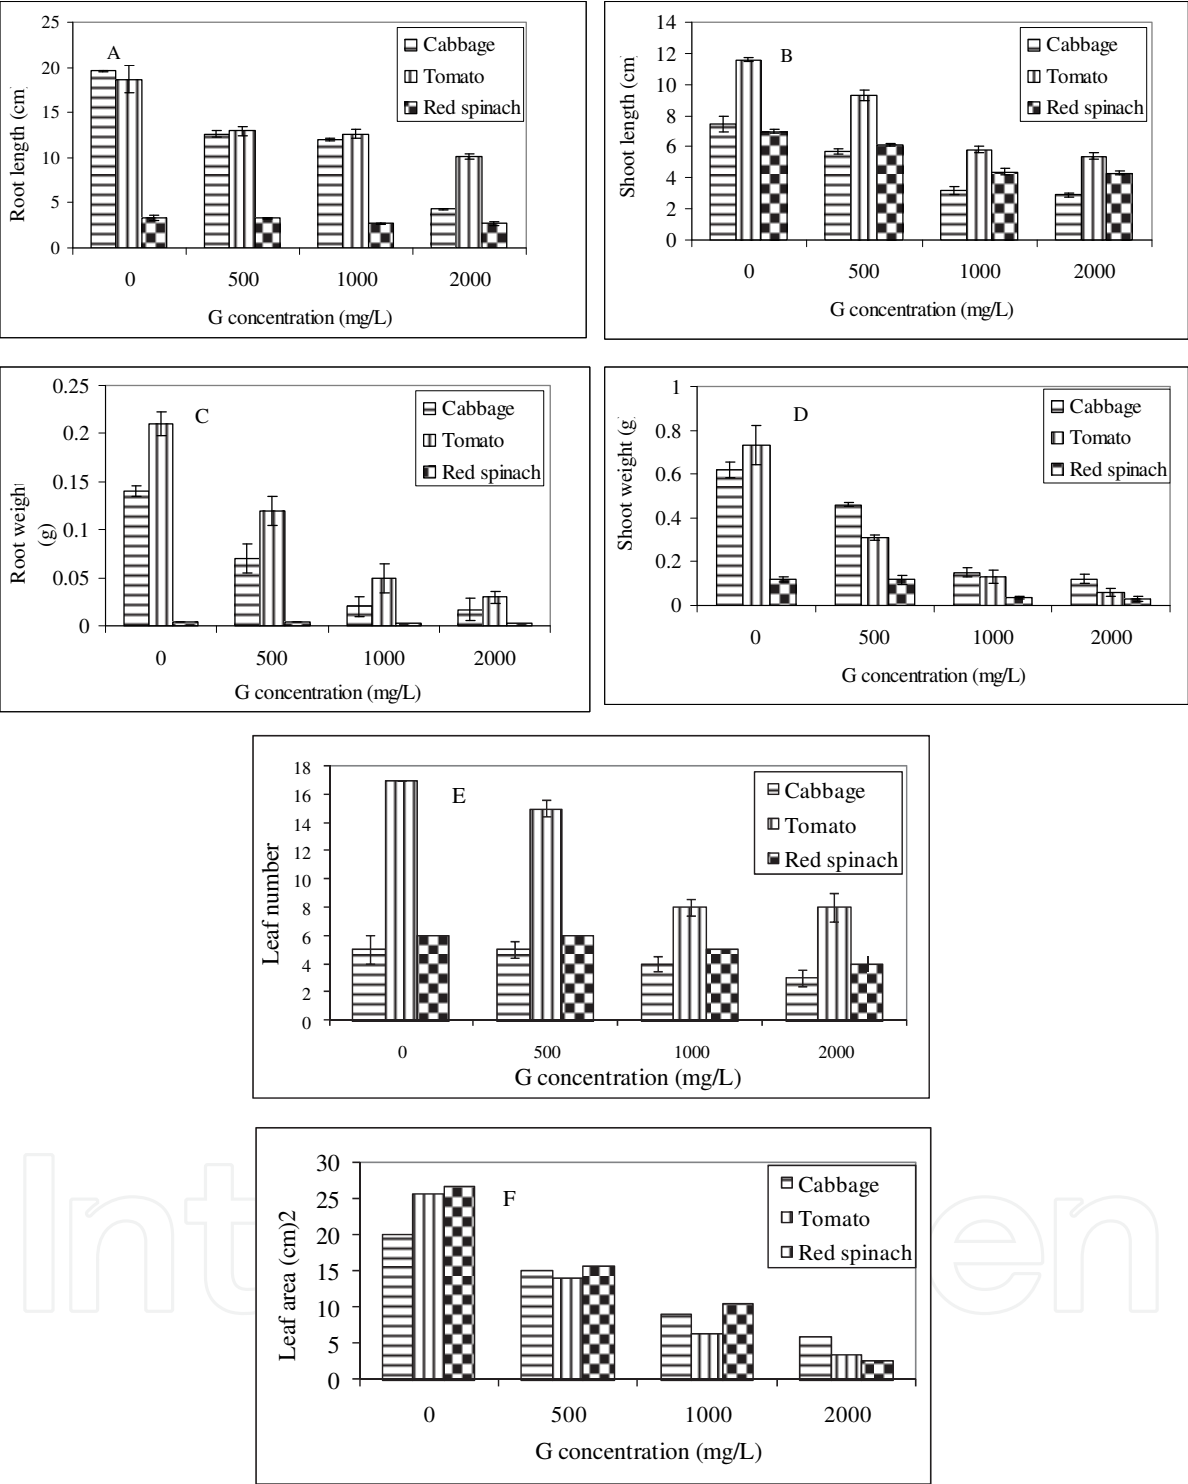 A
Root length (cm
25
20
15
10
5
0
Cabbage
Tomato
Red spinach
0 500 1000 2000
G concentration (mg/L)
B
Shoot length (cm
14
12
10
8
6
4
2
0
Cabbage
Tomato
Red spinach
0 500 1000 2000
G concentration (mg/L)
C
Root weight
(g)
0.25
0.2
0.15
0.1
0.05
0
Cabbage
Tomato
Red spinach
0 500 1000 2000
G concentration (mg/L)
D
Shoot weight (g
1
0.8
0.6
0.4
0.2
0
Cabbage
Tomato
Red spinach
0 500 1000 2000
G concentration (mg/L)
E
Leaf number
18
16
14
12
10
8
6
4
2
0
Cabbage
Tomato
Red spinach
0 500 1000 2000
G concentration (mg/L)
F
Leaf area (cm)2
30
25
20
15
10
5
0
Cabbage
Tomato
Red spinach
0 500 1000 2000
G concentration (mg/L)